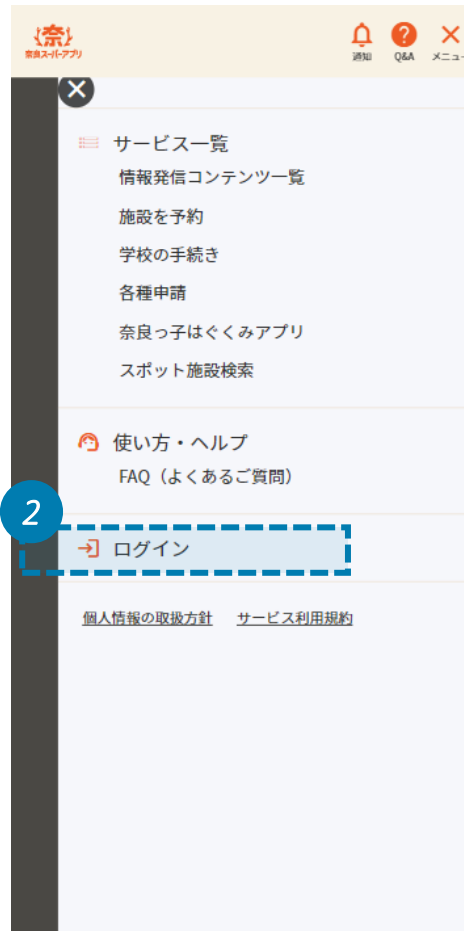 奈
奈良スーパーアプリ
通知 Q&A メニュー
サービス一覧
情報発信コンテンツ一覧
施設を予約
学校の手続き
各種申請
奈良っ子はぐくみアプリ
スポット施設検索
使い方・ヘルプ
FAQ（よくあるご質問）
2
ログイン
個人情報の取扱方針 サービス利用規約